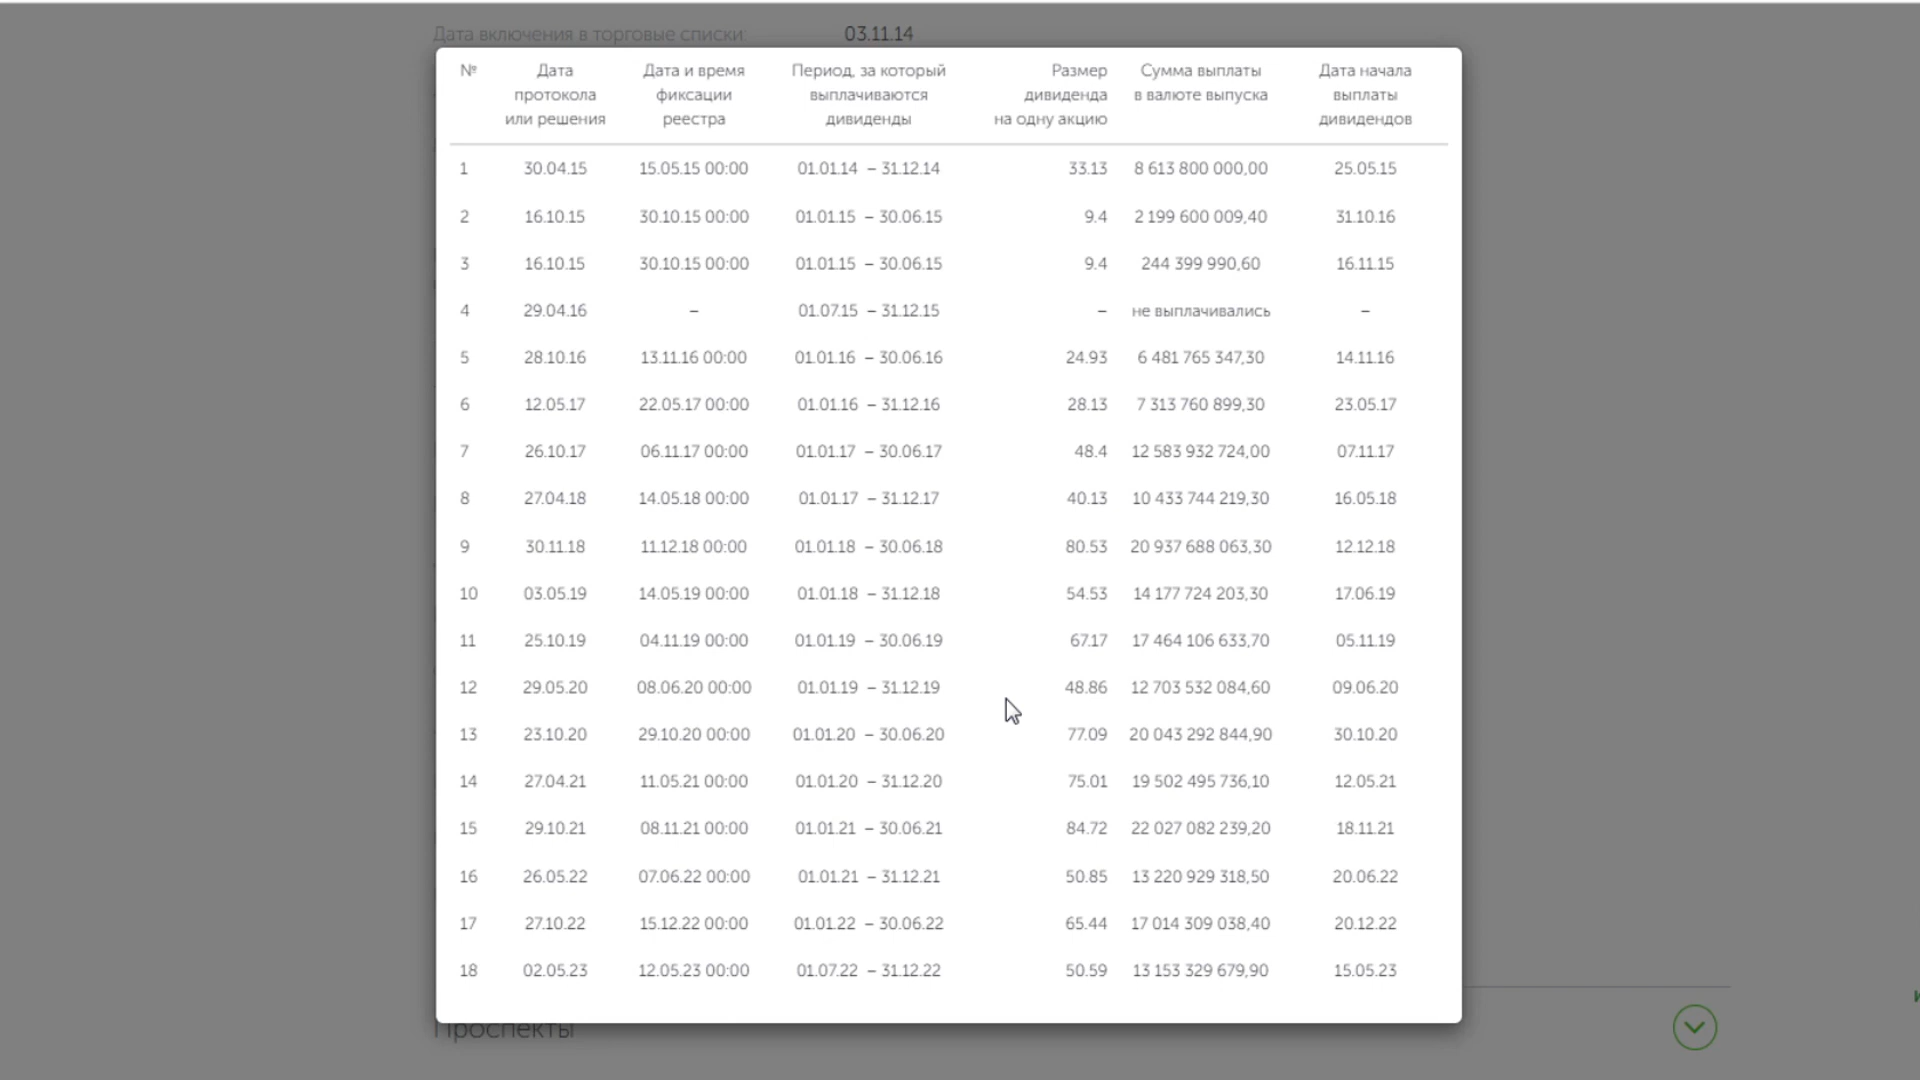 Дата включения в торговые списки: 03.11.14
№ Дата протокола или решения Дата и время фиксации реестра Период, за который выплачиваются дивиденды Размер дивиденда на одну акцию Сумма выплаты в валюте выпуска Дата начала выплаты дивидендов
1 30.04.15 15.05.15 00:00 01.01.14 – 31.12.14 33.13 8 613 800 000,00 25.05.15
2 16.10.15 30.10.15 00:00 01.01.15 – 30.06.15 9.4 2 199 600 009,40 31.10.16
3 16.10.15 30.10.15 00:00 01.01.15 – 30.06.15 9.4 244 399 990,60 16.11.15
4 29.04.16 – 01.07.15 – 31.12.15 – не выплачивались –
5 28.10.16 13.11.16 00:00 01.01.16 – 30.06.16 24.93 6 481 765 347,30 14.11.16
6 12.05.17 22.05.17 00:00 01.01.16 – 31.12.16 28.13 7 313 760 899,30 23.05.17
7 26.10.17 06.11.17 00:00 01.01.17 – 30.06.17 48.4 12 583 932 724,00 07.11.17
8 27.04.18 14.05.18 00:00 01.01.17 – 31.12.17 40.13 10 433 744 219,30 16.05.18
9 30.11.18 11.12.18 00:00 01.01.18 – 30.06.18 80.53 20 937 688 063,30 12.12.18
10 03.05.19 14.05.19 00:00 01.01.18 – 31.12.18 54.53 14 177 724 203,30 17.06.19
11 25.10.19 04.11.19 00:00 01.01.19 – 30.06.19 67.17 17 464 106 633,70 05.11.19
12 29.05.20 08.06.20 00:00 01.01.19 – 31.12.19 48.86 12 703 532 084,60 09.06.20
13 23.10.20 29.10.20 00:00 01.01.20 – 30.06.20 77.09 20 043 292 844,90 30.10.20
14 27.04.21 11.05.21 00:00 01.01.20 – 31.12.20 75.01 19 502 495 736,10 12.05.21
15 29.10.21 08.11.21 00:00 01.01.21 – 30.06.21 84.72 22 027 082 239,20 18.11.21
16 26.05.22 07.06.22 00:00 01.01.21 – 31.12.21 50.85 13 220 929 318,50 20.06.22
17 27.10.22 15.12.22 00:00 01.01.22 – 30.06.22 65.44 17 014 309 038,40 20.12.22
18 02.05.23 12.05.23 00:00 01.07.22 – 31.12.22 50.59 13 153 329 679,90 15.05.23
Проспекты